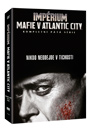 IMPÉRIUM
MAFIE V ATLANTIC CITY
KOMPLETNÍ PÁTÁ SÉRIE
NIKDO NEODEJDE V TICHOSTI